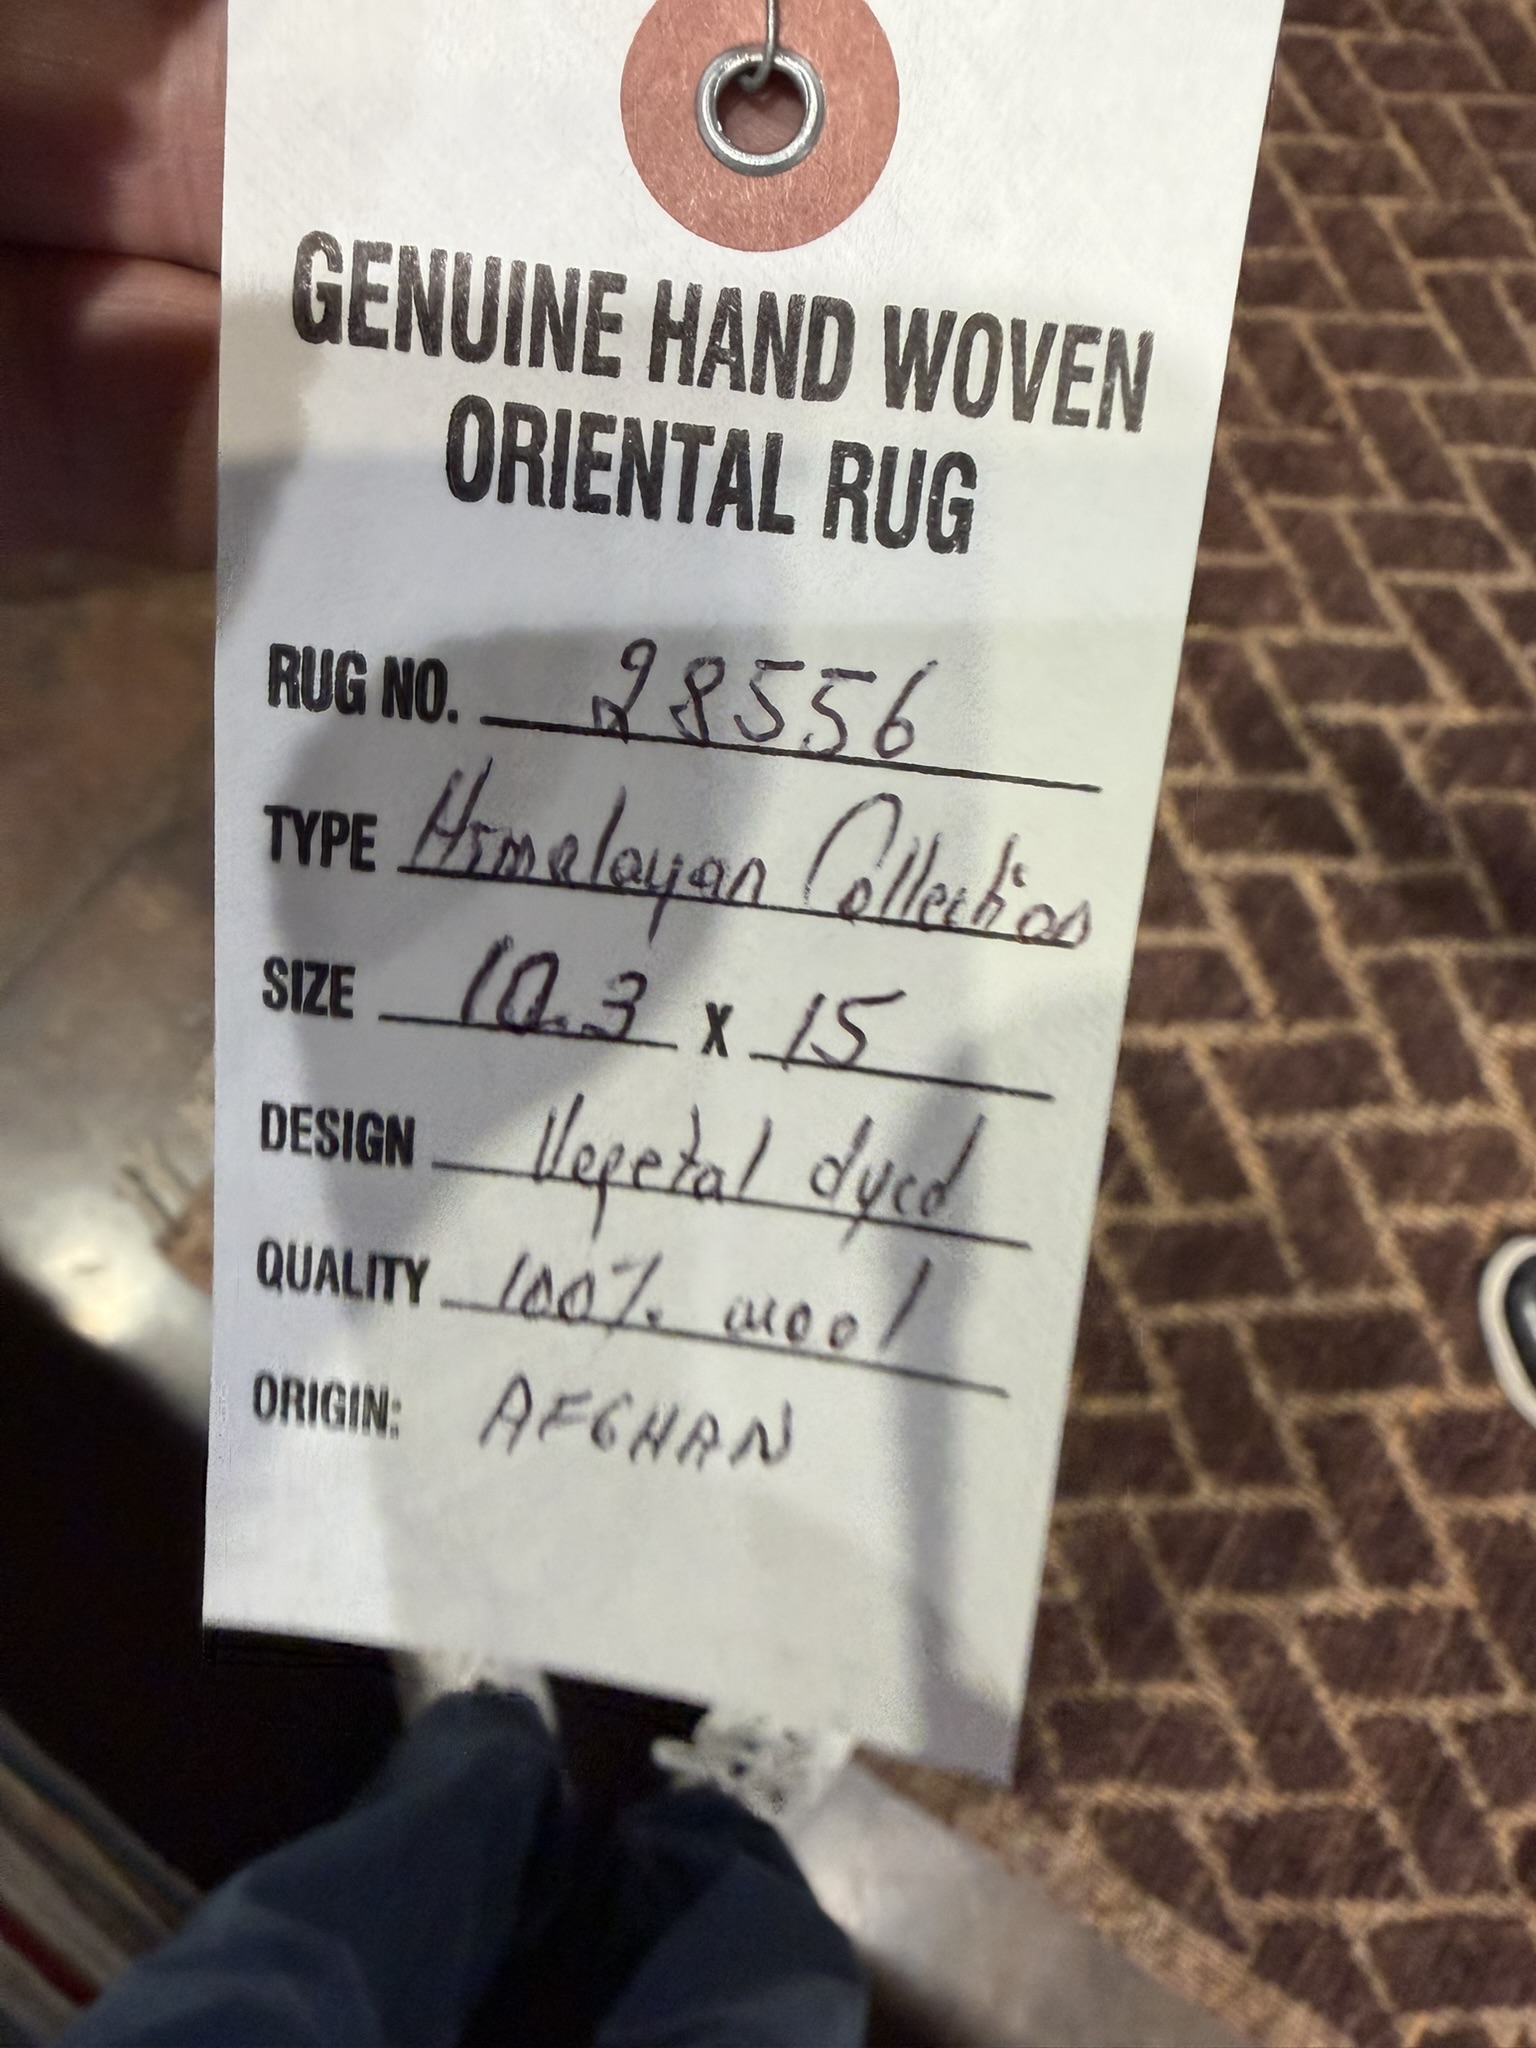 GENUINE HAND WOVEN
ORIENTAL RUG
RUG NO. 28556
TYPE Himalayan Collection
SIZE 10.3 X 15
DESIGN Vegetal dyed
QUALITY 100% wool
ORIGIN: AFGHAN